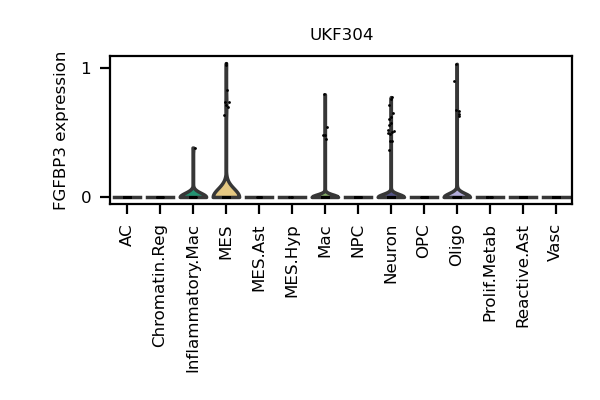 UKF304
FGFBP3 expression
1
0
AC
Chromatin.Reg
Inflammatory.Mac
MES
MES.Ast
MES.Hyp
Mac
NPC
Neuron
OPC
Oligo
Prolif.Metab
Reactive.Ast
Vasc